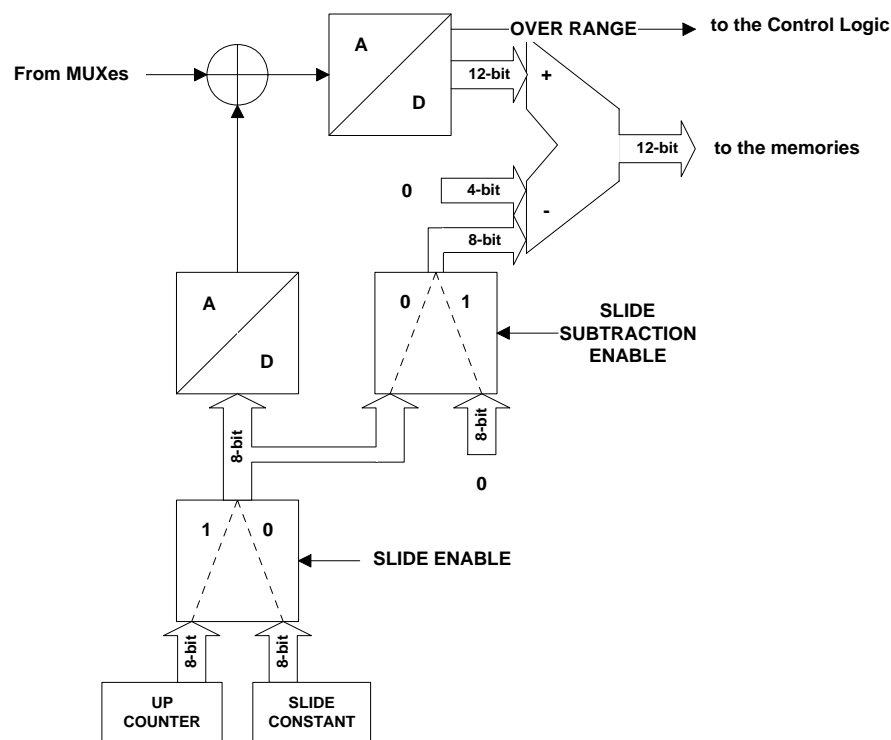 A
OVER RANGE
to the Control Logic
From MUXes
D
12-bit
+
12-bit
to the memories
0
4-bit
-
8-bit
A
D
0
1
SLIDE
SUBTRACTION
ENABLE
8-bit
8-bit
0
1
0
SLIDE ENABLE
8-bit
8-bit
UP
COUNTER
SLIDE
CONSTANT